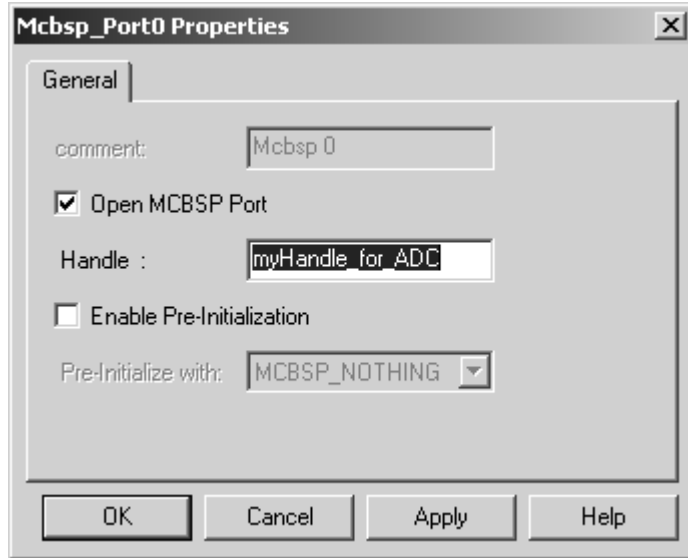 Mcbsp_Port0 Properties
General
comment: Mcbsp 0
Open MCBSP Port
Handle : myHandle_for_ADC
Enable Pre-Initialization
Pre-Initialize with: MCBSP_NOTHING
OK Cancel Apply Help